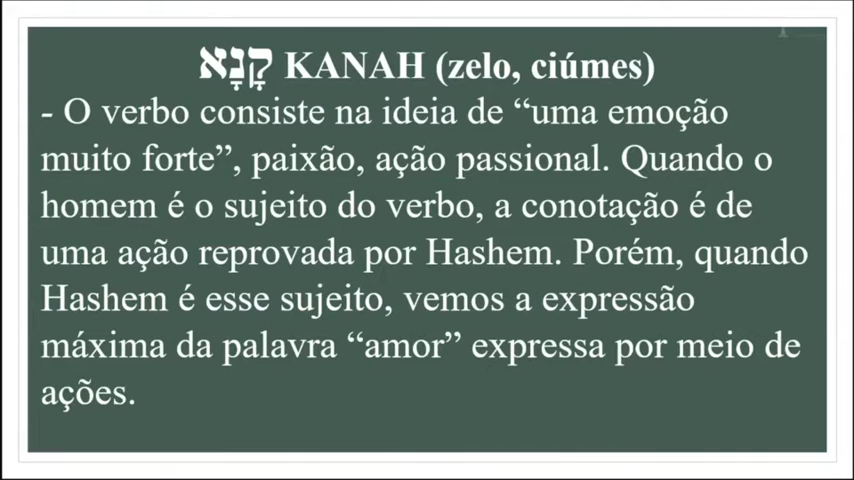 קָנָא KANAH (zelo, ciúmes)
- O verbo consiste na ideia de “uma emoção
muito forte”, paixão, ação passional. Quando o
homem é o sujeito do verbo, a conotação é de
uma ação reprovada por Hashem. Porém, quando
Hashem é esse sujeito, vemos a expressão
máxima da palavra “amor” expressa por meio de
ações.